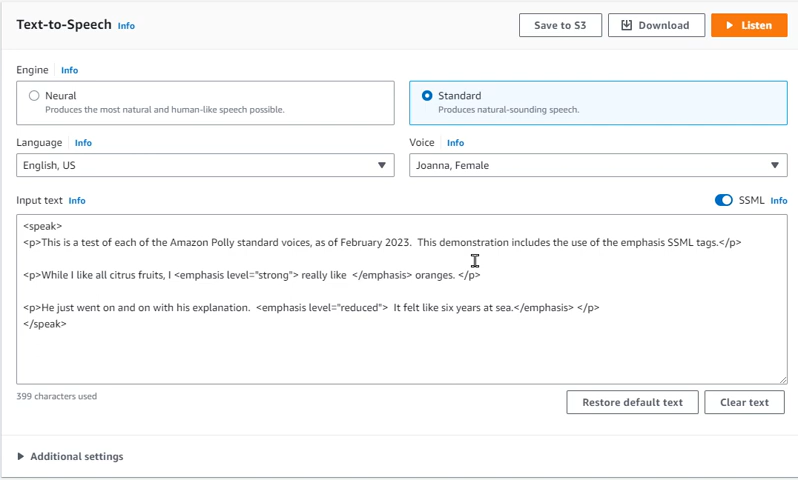 Text-to-Speech Info
Save to S3
Download
Listen
Engine Info
Neural
Produces the most natural and human-like speech possible.
Standard
Produces natural-sounding speech.
Language Info
English, US
Voice Info
Joanna, Female
Input text Info
SSML Info
<speak>
<p>This is a test of each of the Amazon Polly standard voices, as of February 2023.  This demonstration includes the use of the emphasis SSML tags.</p>
<p>While I like all citrus fruits, I <emphasis level="strong"> really like  </emphasis> oranges. </p>
<p>He just went on and on with his explanation.  <emphasis level="reduced">  It felt like six years at sea.</emphasis> </p>
</speak>
399 characters used
Restore default text
Clear text
Additional settings